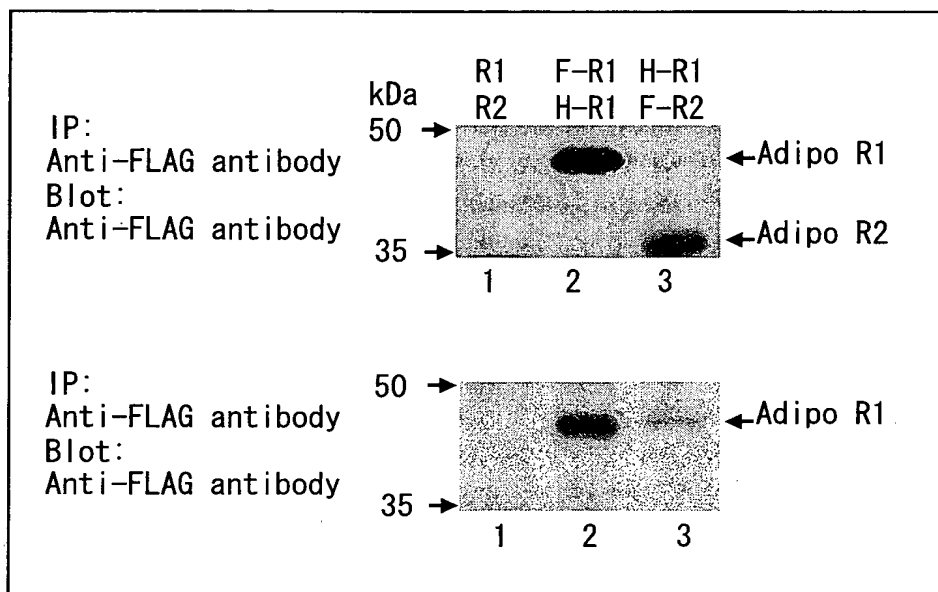 R1 F-R1 H-R1
kDa R2 H-R1 F-R2
50
IP:
Anti-FLAG antibody
Blot:
Anti-FLAG antibody
Adipo R1
Adipo R2
35
1 2 3
IP:
Anti-FLAG antibody
Blot:
Anti-FLAG antibody
50
Adipo R1
35
1 2 3